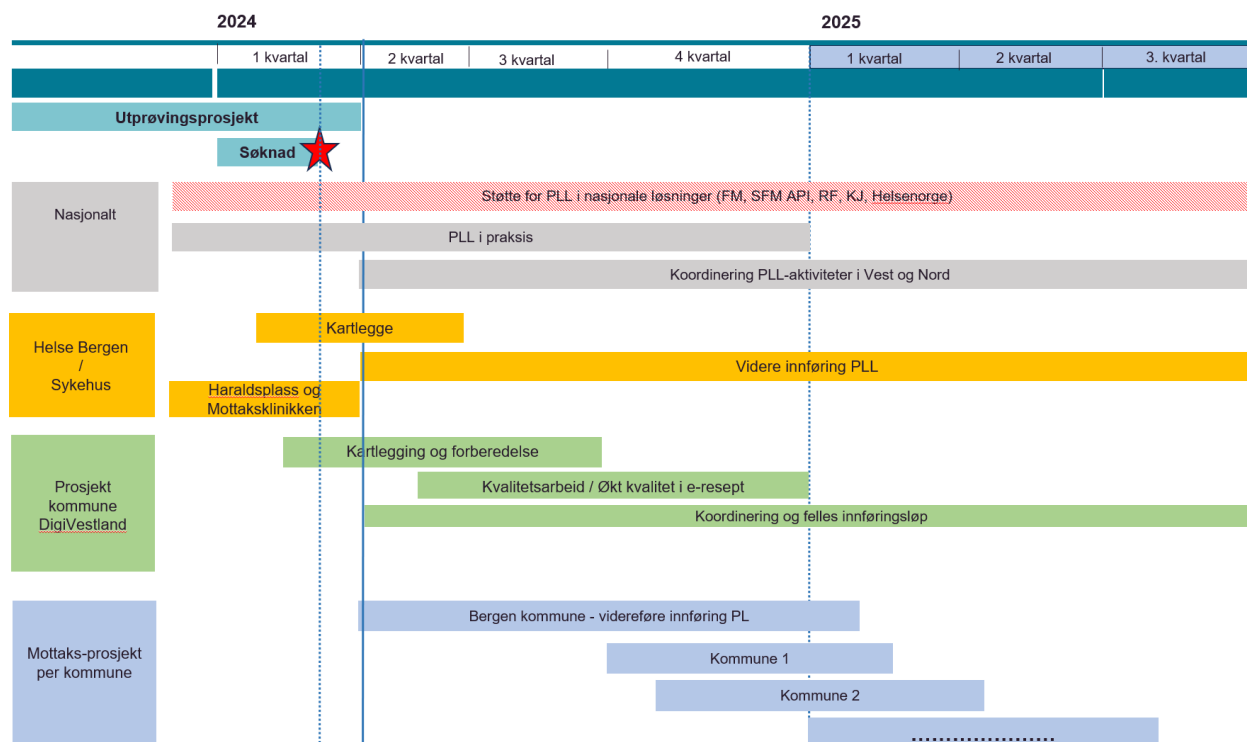 2024
2025
1 kvartal
2 kvartal
3 kvartal
4 kvartal
1 kvartal
2 kvartal
3. kvartal
Utprøvingsprosjekt
Søknad
Nasjonalt
Støtte for PLL i nasjonale løsninger (FM, SFM API, RF, KJ, Helsenorge)
PLL i praksis
Koordinering PLL-aktiviteter i Vest og Nord
Helse Bergen
/
Sykehus
Kartlegge
Videre innføring PLL
Haraldsplass og
Mottaksklinikken
Prosjekt
kommune
DigiVestland
Kartlegging og forberedelse
Kvalitetsarbeid / Økt kvalitet i e-resept
Koordinering og felles innføringsløp
Mottaks-prosjekt
per kommune
Bergen kommune - videreføre innføring PL
Kommune 1
Kommune 2
.....................